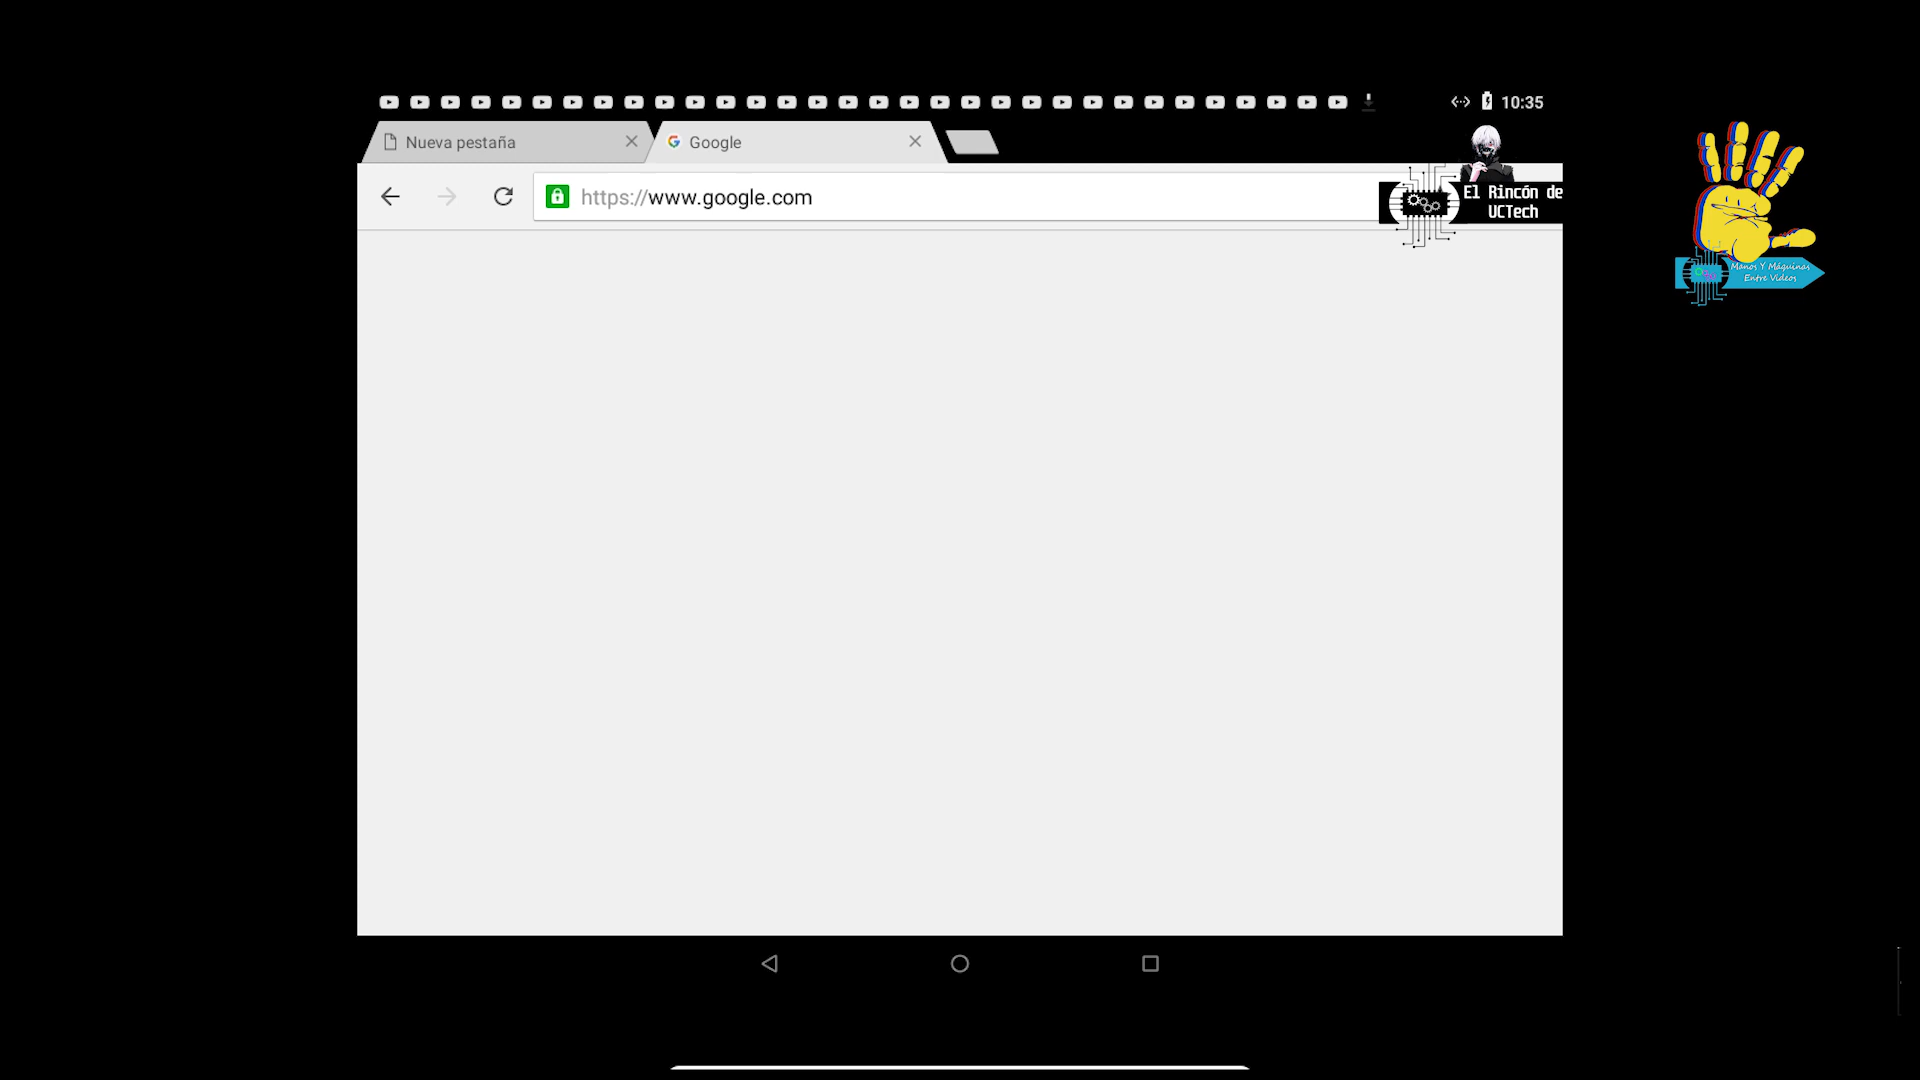 10:35
Nueva pestaña
Google
https://www.google.com
El Rincón de
UCTech
Manos Y Máquinas
Entre Videos